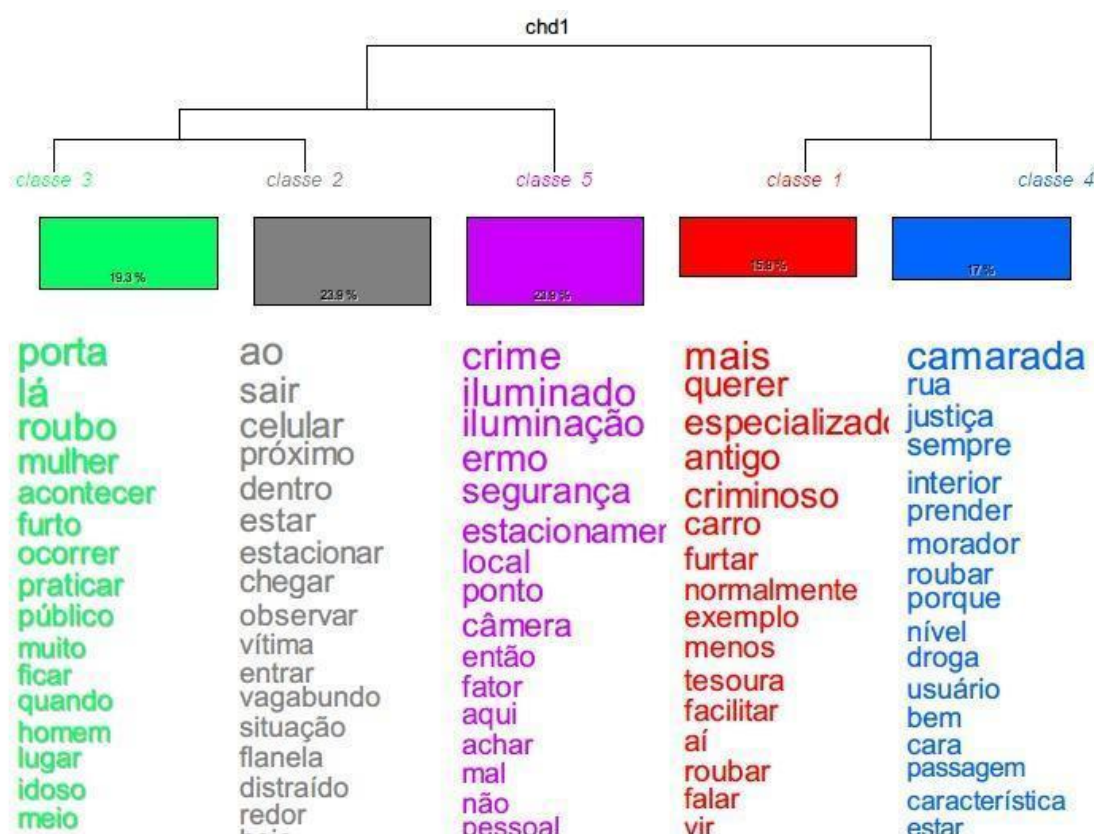 chd1
classe 3
classe 2
classe 5
classe 1
classe 4
19.3 %
23.9 %
23.9 %
15.9 %
17 %
porta
lá
roubo
mulher
acontecer
furto
ocorrer
praticar
público
muito
ficar
quando
homem
lugar
idoso
meio
ao
sair
celular
próximo
dentro
estar
estacionar
chegar
observar
vítima
entrar
vagabundo
situação
flanela
distraído
redor
crime
iluminado
iluminação
ermo
segurança
estacionamer
local
ponto
câmera
então
fator
aqui
achar
mal
não
pessoal
mais
querer
especializado
antigo
criminoso
carro
furtar
normalmente
exemplo
menos
tesoura
facilitar
aí
roubar
falar
vir
camarada
rua
justiça
sempre
interior
prender
morador
roubar
porque
nível
droga
usuário
bem
cara
passagem
característica
estar